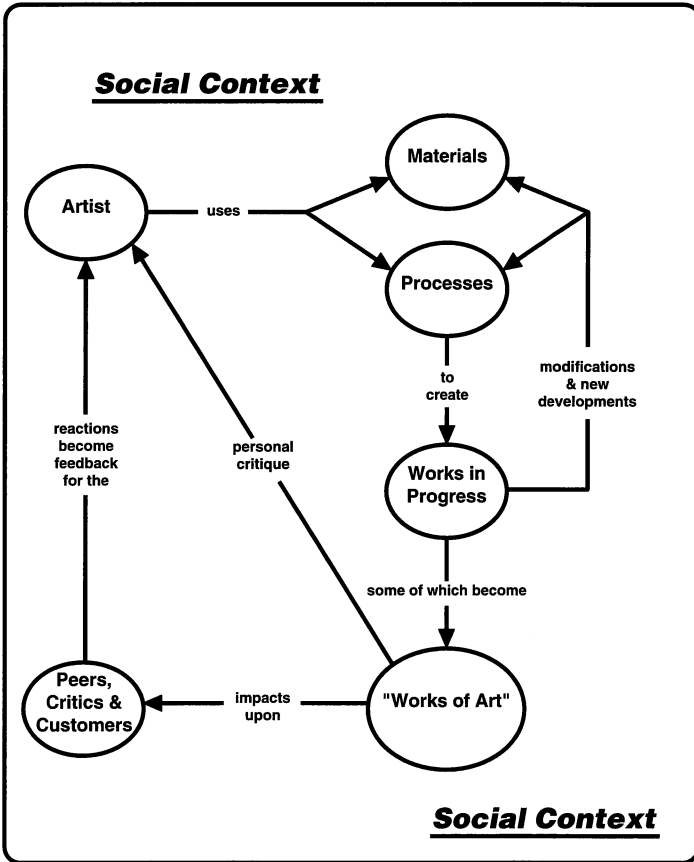 Social Context
Materials
Artist
uses
Processes
to
create
modifications
& new
developments
reactions
become
feedback
for the
personal
critique
Works in
Progress
some of which become
Peers,
Critics &
Customers
impacts
upon
"Works of Art"
Social Context